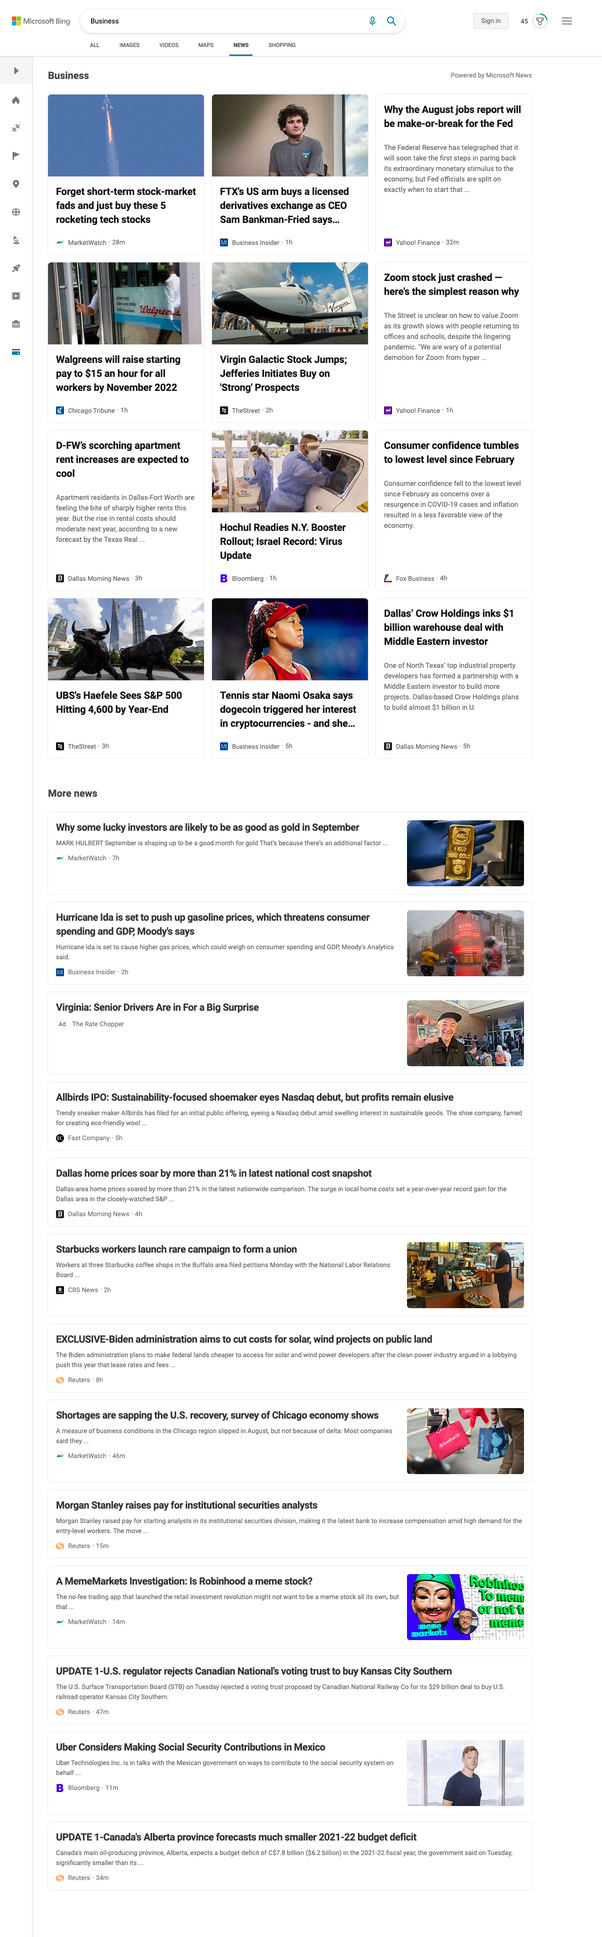 Microsoft Bing
Business
Sign in
45
ALL IMAGES VIDEOS MAPS NEWS SHOPPING
Business
Powered by Microsoft News
Forget short-term stock-market
fads and just buy these 5
rocketing tech stocks
MarketWatch · 28m
FTX's US arm buys a licensed
derivatives exchange as CEO
Sam Bankman-Fried says...
Business Insider · 1h
Why the August jobs report will
be make-or-break for the Fed
The Federal Reserve has telegraphed that it
will soon take the first steps in paring back
its extraordinary monetary stimulus to the
economy, but Fed officials are split on
exactly when to start that ...
Yahoo! Finance · 32m
Walgreens
Walgreens will raise starting
pay to $15 an hour for all
workers by November 2022
Chicago Tribune · 1h
Virgin Galactic Stock Jumps;
Jefferies Initiates Buy on
'Strong' Prospects
TheStreet · 2h
Zoom stock just crashed —
here's the simplest reason why
The Street is unclear on how to value Zoom
as its growth slows with people returning to
offices and schools, despite the lingering
pandemic. "We are wary of a potential
demotion for Zoom from hyper ...
Yahoo! Finance · 1h
D-FW's scorching apartment
rent increases are expected to
cool
Apartment residents in Dallas-Fort Worth are
feeling the bite of sharply higher rents this
year. But the rise in rental costs should
moderate next year, according to a new
forecast by the Texas Real ...
Dallas Morning News · 3h
Hochul Readies N.Y. Booster
Rollout; Israel Record: Virus
Update
Bloomberg · 1h
Consumer confidence tumbles
to lowest level since February
Consumer confidence fell to the lowest level
since February as concerns over a
resurgence in COVID-19 cases and inflation
resulted in a less favorable view of the
economy.
Fox Business · 4h
UBS's Haefele Sees S&P 500
Hitting 4,600 by Year-End
TheStreet · 3h
Tennis star Naomi Osaka says
dogecoin triggered her interest
in cryptocurrencies - and she...
Business Insider · 5h
Dallas' Crow Holdings inks $1
billion warehouse deal with
Middle Eastern investor
One of North Texas' top industrial property
developers has formed a partnership with a
Middle Eastern investor to build more
projects. Dallas-based Crow Holdings plans
to build almost $1 billion in U.
Dallas Morning News · 5h
More news
Why some lucky investors are likely to be as good as gold in September
MARK HULBERT September is shaping up to be a good month for gold That's because there's an additional factor ...
MarketWatch · 7h
Hurricane Ida is set to push up gasoline prices, which threatens consumer
spending and GDP, Moody's says
Hurricane Ida is set to cause higher gas prices, which could weigh on consumer spending and GDP, Moody's Analytics
said.
Business Insider · 2h
Virginia: Senior Drivers Are in For a Big Surprise
Ad The Rate Chopper
Allbirds IPO: Sustainability-focused shoemaker eyes Nasdaq debut, but profits remain elusive
Trendy sneaker maker Allbirds has filed for an initial public offering, eyeing a Nasdaq debut amid swelling interest in sustainable goods. The shoe company, famed
for creating eco-friendly wool ...
Fast Company · 5h
Dallas home prices soar by more than 21% in latest national cost snapshot
Dallas-area home prices soared by more than 21% in the latest nationwide comparison. The surge in local home costs set a year-over-year record gain for the
Dallas area in the closely-watched S&P ...
Dallas Morning News · 4h
Starbucks workers launch rare campaign to form a union
Workers at three Starbucks coffee shops in the Buffalo area filed petitions Monday with the National Labor Relations
Board ...
CBS News · 2h
EXCLUSIVE-Biden administration aims to cut costs for solar, wind projects on public land
The Biden administration plans to make federal lands cheaper to access for solar and wind power developers after the clean power industry argued in a lobbying
push this year that lease rates and fees ...
Reuters · 8h
Shortages are sapping the U.S. recovery, survey of Chicago economy shows
A measure of business conditions in the Chicago region slipped in August, but not because of delta: Most companies
said they ...
MarketWatch · 46m
Morgan Stanley raises pay for institutional securities analysts
Morgan Stanley raised pay for starting analysts in its institutional securities division, making it the latest bank to increase compensation amid high demand for the
entry-level workers. The move ...
Reuters · 15m
A MemeMarkets Investigation: Is Robinhood a meme stock?
The no-fee trading app that launched the retail investment revolution might not want to be a meme stock all its own, but
that ...
MarketWatch · 14m
Robinhoo
To mem
or not t
meme
meme
markets
UPDATE 1-U.S. regulator rejects Canadian National's voting trust to buy Kansas City Southern
The U.S. Surface Transportation Board (STB) on Tuesday rejected a voting trust proposed by Canadian National Railway Co for its $29 billion deal to buy U.S.
railroad operator Kansas City Southern.
Reuters · 47m
Uber Considers Making Social Security Contributions in Mexico
Uber Technologies Inc. is in talks with the Mexican government on ways to contribute to the social security system on
behalf ...
Bloomberg · 11m
UPDATE 1-Canada's Alberta province forecasts much smaller 2021-22 budget deficit
Canada's main oil-producing province, Alberta, expects a budget deficit of C$7.8 billion ($6.2 billion) in the 2021-22 fiscal year, the government said on Tuesday,
significantly smaller than its ...
Reuters · 34m